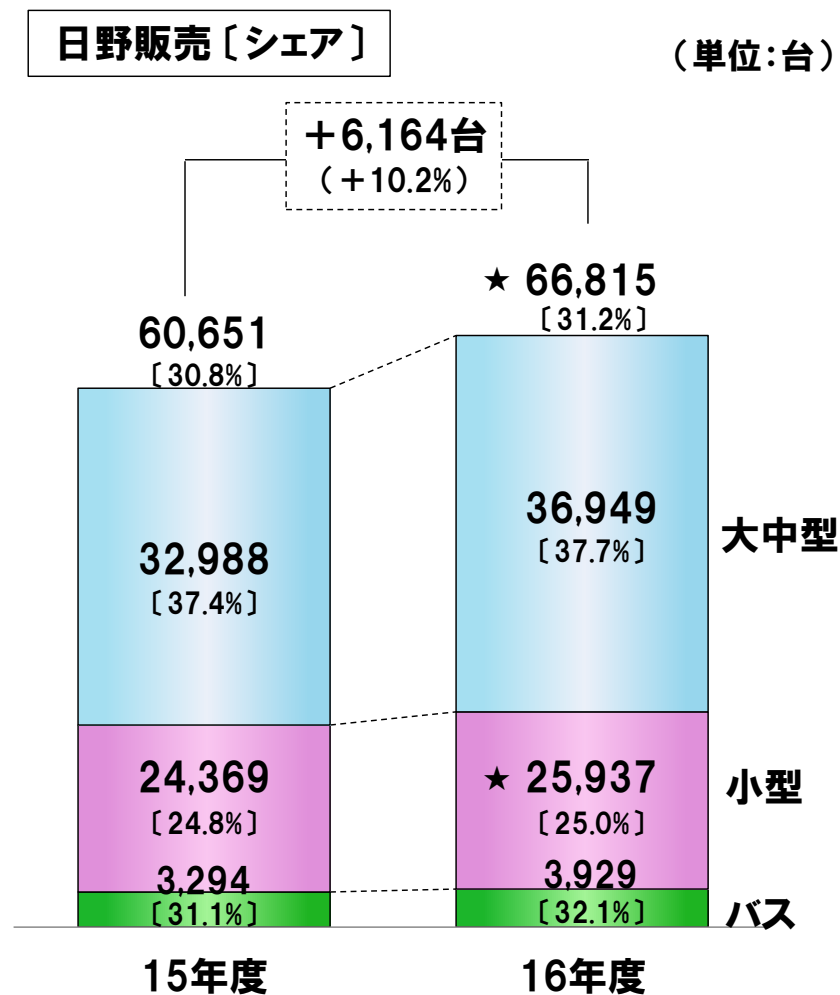 日野販売〔シェア〕
（単位：台）
＋6,164台
（＋10.2%）
★ 66,815
〔31.2%〕
60,651
〔30.8%〕
36,949
〔37.7%〕
大中型
32,988
〔37.4%〕
24,369
〔24.8%〕
★ 25,937
〔25.0%〕
小型
3,294
〔31.1%〕
3,929
〔32.1%〕
バス
15年度
16年度